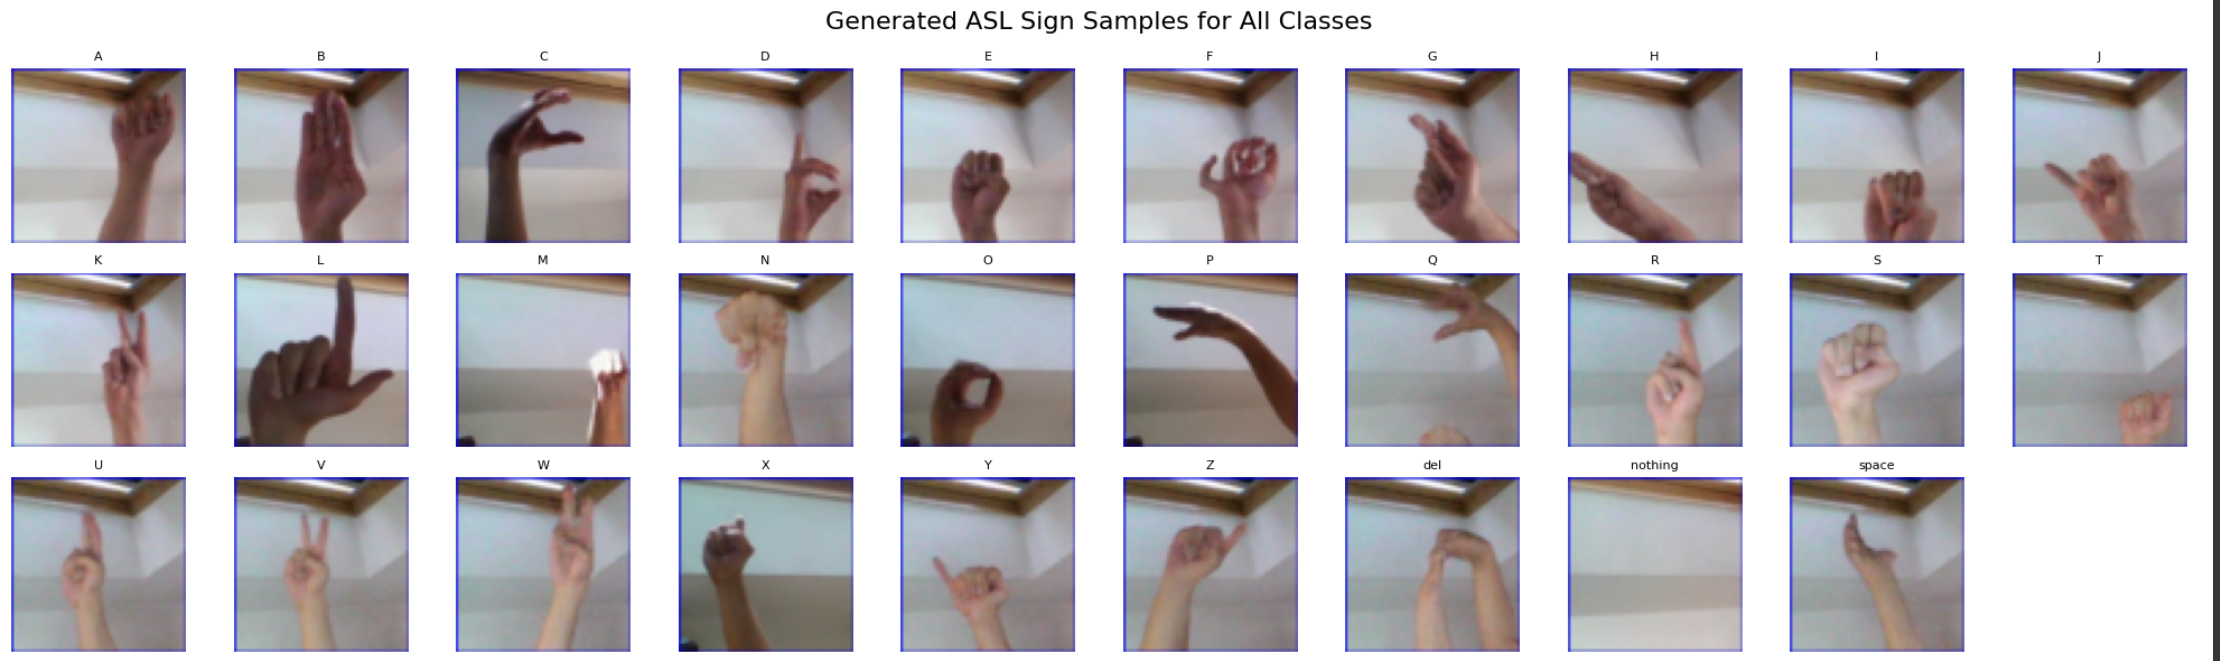 Generated ASL Sign Samples for All Classes
A B C D E F G H I J
K L M N O P Q R S T
U V W X Y Z del nothing space